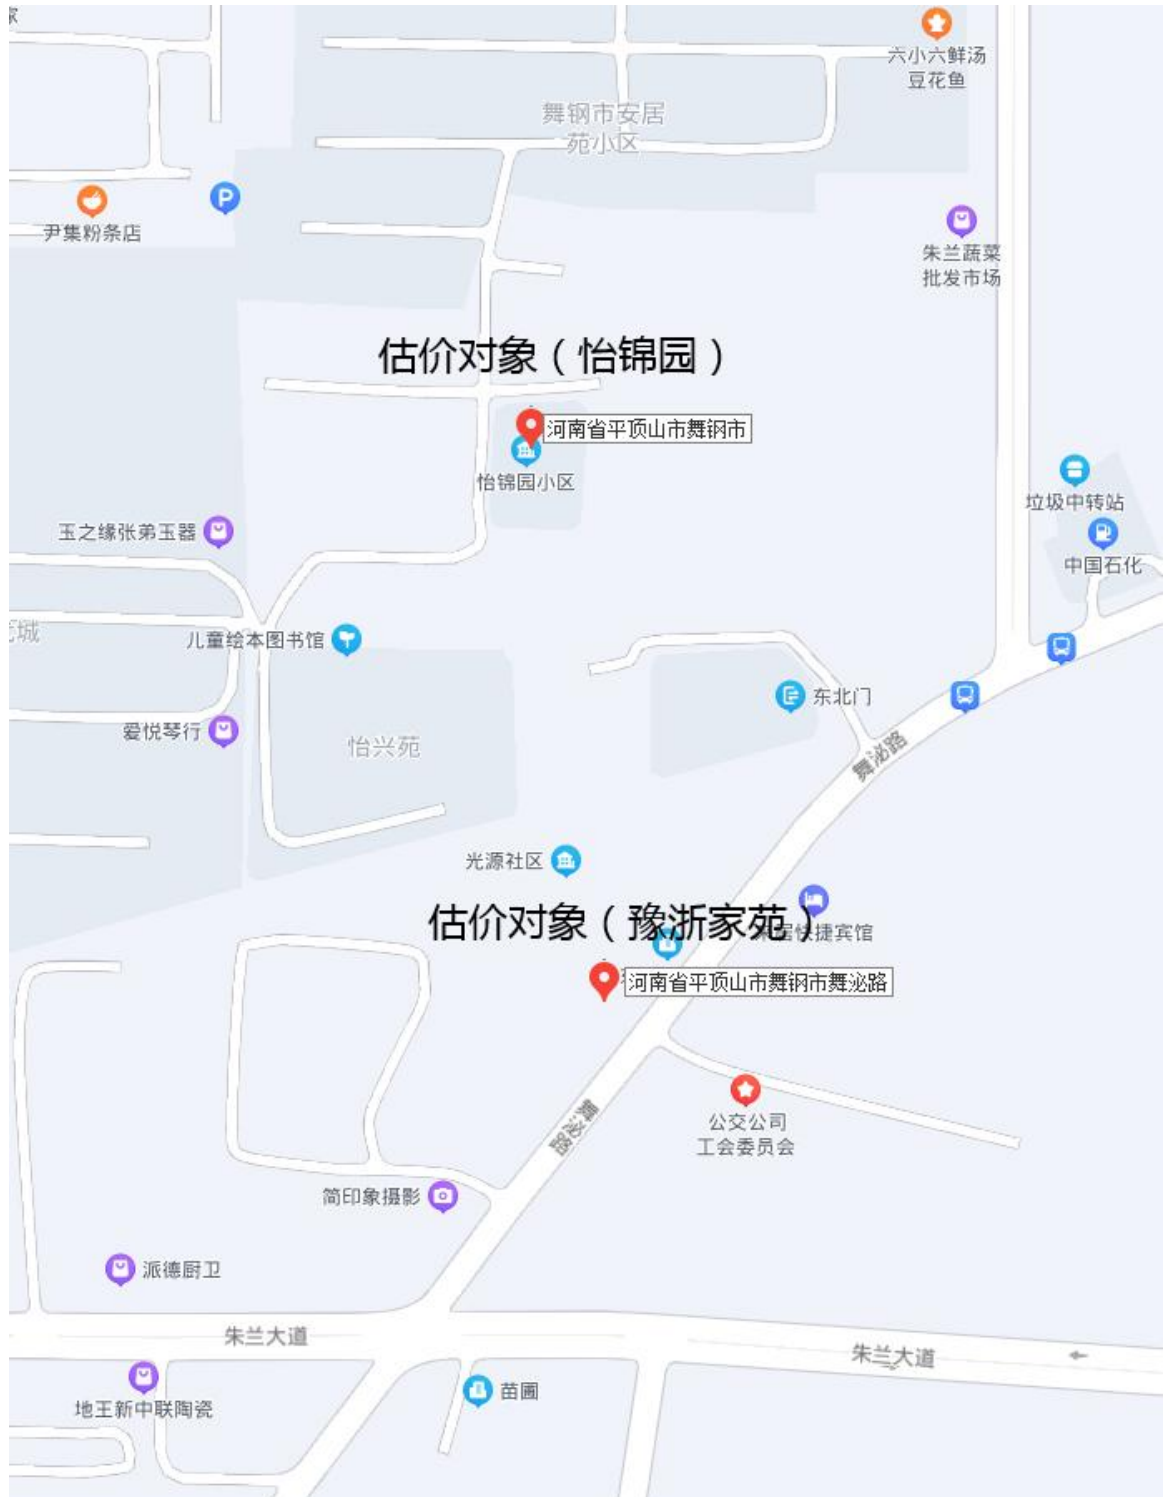 家
六小六鲜汤
豆花鱼
舞钢市安居
苑小区
P
尹集粉条店
朱兰蔬菜
批发市场
估价对象（怡锦园）
河南省平顶山市舞钢市
怡锦园小区
垃圾中转站
玉之缘张弟玉器
中国石化
城
儿童绘本图书馆
东北门
爱悦琴行
怡兴苑
舞泌路
光源社区
估价对象（豫浙家苑）
快捷宾馆
河南省平顶山市舞钢市舞泌路
舞泌路
公交公司
工会委员会
简印象摄影
派德厨卫
朱兰大道
朱兰大道
地王新中联陶瓷
苗圃